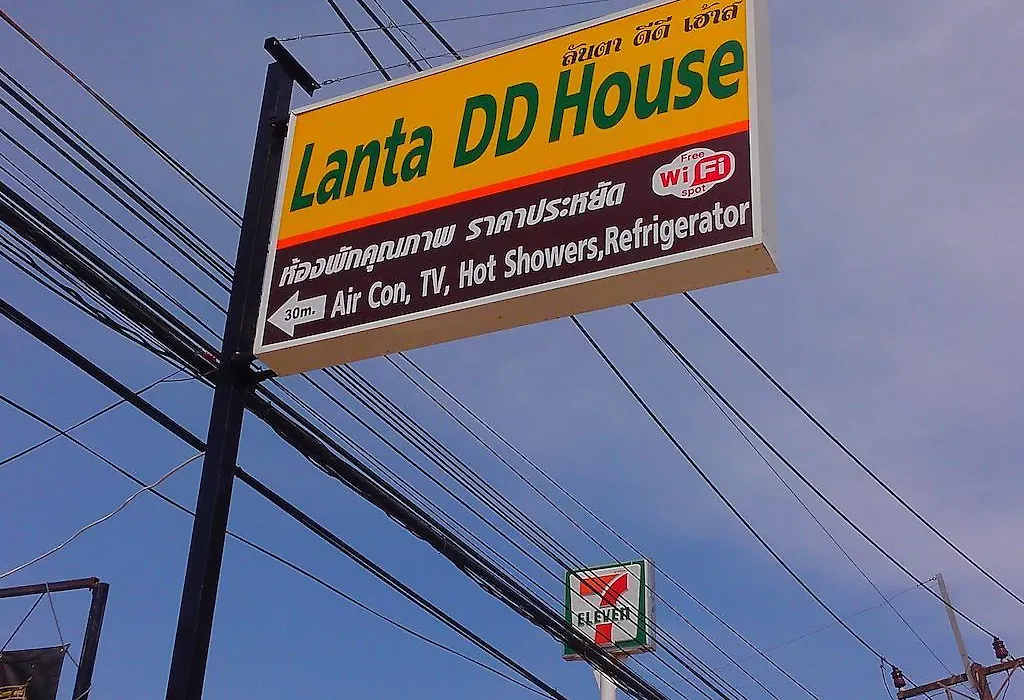 ลันตา ดีดี เฮ้าส์
Lanta DD House
Free
Wi Fi
spot
ห้องพักคุณภาพ ราคาประหยัด
Air Con, TV, Hot Showers,Refrigerator
30m.
7
ELEVEN